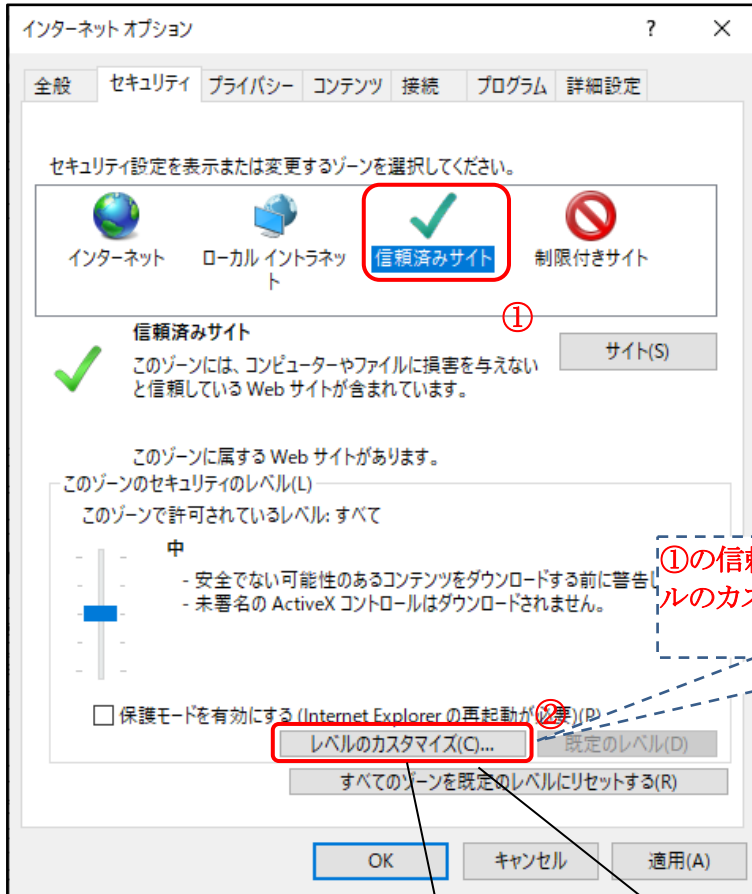 インターネット オプション
?
×
全般
セキュリティ
プライバシー
コンテンツ
接続
プログラム
詳細設定
セキュリティ設定を表示または変更するゾーンを選択してください。
インターネット
ローカル イントラネッ
ト
信頼済みサイト
制限付きサイト
①
信頼済みサイト
サイト(S)
このゾーンには、コンピューターやファイルに損害を与えない
と信頼している Web サイトが含まれています。
このゾーンに属する Web サイトがあります。
このゾーンのセキュリティのレベル(L)
このゾーンで許可されているレベル: すべて
中
- 安全でない可能性のあるコンテンツをダウンロードする前に警告し
- 未署名の ActiveX コントロールはダウンロードされません。
①の信頼
ルのカス
保護モードを有効にする (Internet Explorer の再起動が必要)(P)
②
レベルのカスタマイズ(C)...
既定のレベル(D)
すべてのゾーンを既定のレベルにリセットする(R)
OK
キャンセル
適用(A)